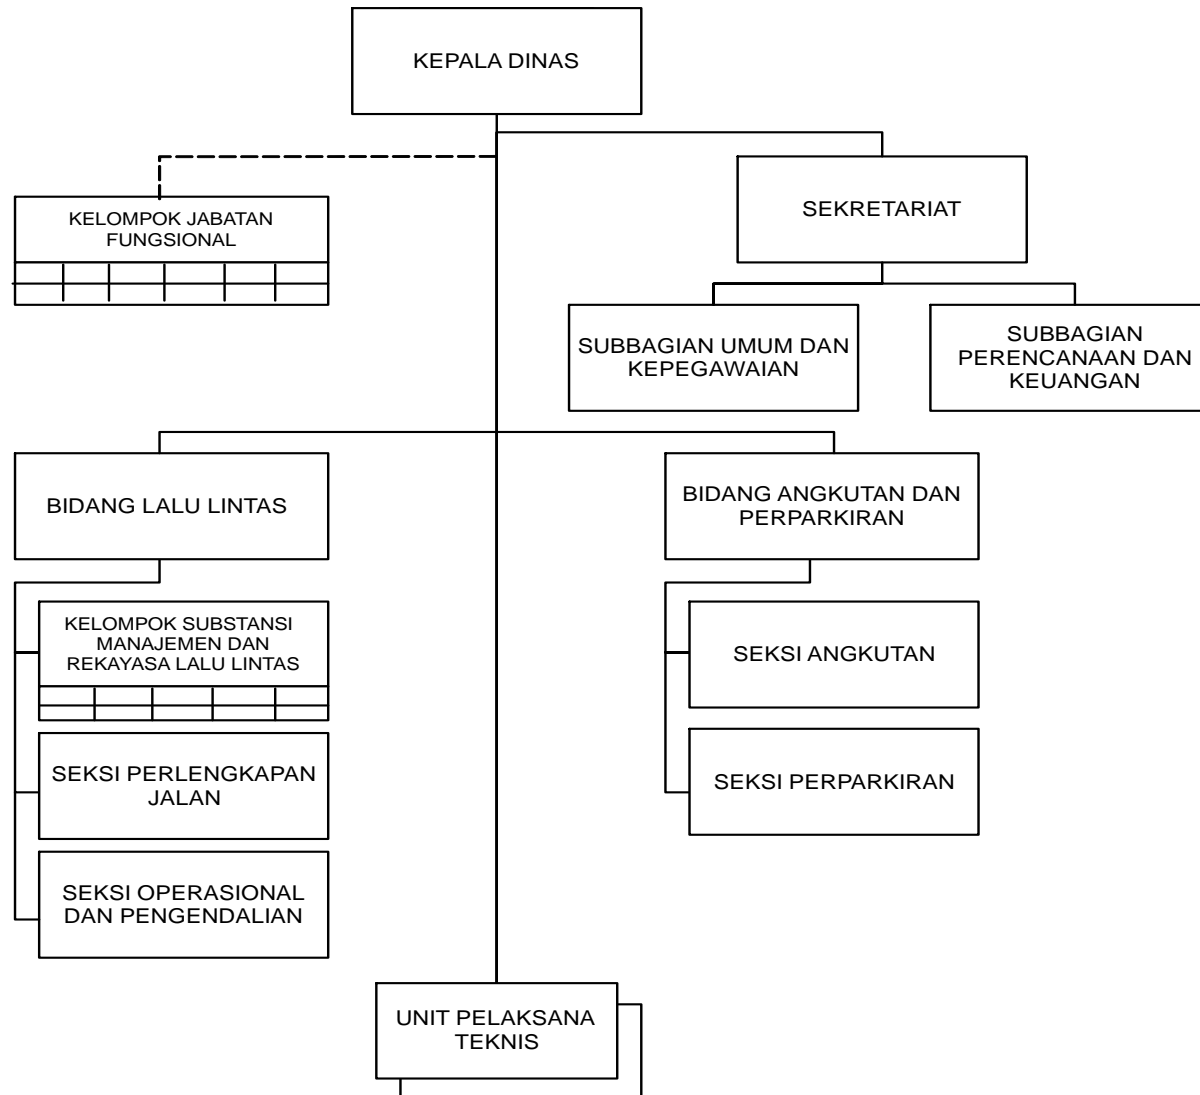 KEPALA DINAS
SEKRETARIAT
KELOMPOK JABATAN
FUNGSIONAL
SUBBAGIAN UMUM DAN
KEPEGAWAIAN
SUBBAGIAN
PERENCANAAN DAN
KEUANGAN
BIDANG LALU LINTAS
BIDANG ANGKUTAN DAN
PERPARKIRAN
KELOMPOK SUBSTANSI
MANAJEMEN DAN
REKAYASA LALU LINTAS
SEKSI PERLENGKAPAN
JALAN
SEKSI OPERASIONAL
DAN PENGENDALIAN
SEKSI ANGKUTAN
SEKSI PERPARKIRAN
UNIT PELAKSANA
TEKNIS